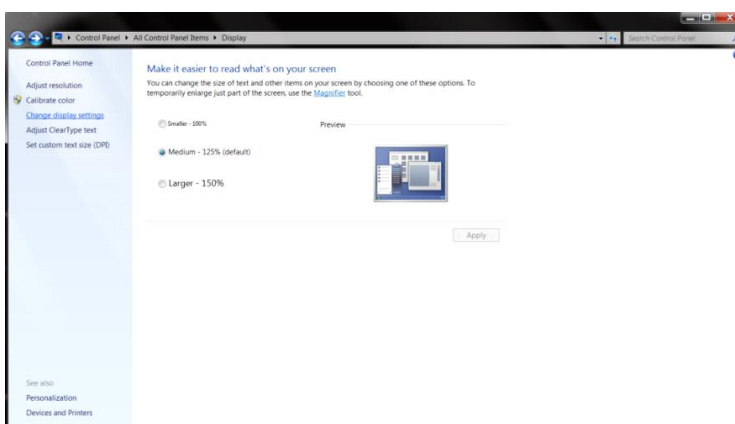 Control Panel ▸ All Control Panel Items ▸ Display
Search Control Panel
Control Panel Home
Adjust resolution
Calibrate color
Change display settings
Adjust ClearType text
Set custom text size (DPI)
See also
Personalization
Devices and Printers
Make it easier to read what's on your screen
You can change the size of text and other items on your screen by choosing one of these options. To
temporarily enlarge just part of the screen, use the Magnifier tool.
Smaller - 100%
Medium - 125% (default)
Larger - 150%
Preview
Apply